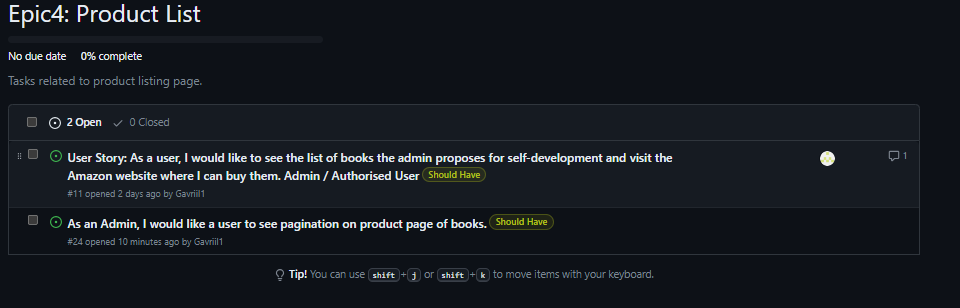 Epic4: Product List
No due date 0% complete
Tasks related to product listing page.
2 Open 0 Closed
User Story: As a user, I would like to see the list of books the admin proposes for self-development and visit the
Amazon website where I can buy them. Admin / Authorised User Should Have
1
#11 opened 2 days ago by Gavriil1
As an Admin, I would like a user to see pagination on product page of books. Should Have
#24 opened 10 minutes ago by Gavriil1
Tip! You can use shift+j or shift+k to move items with your keyboard.